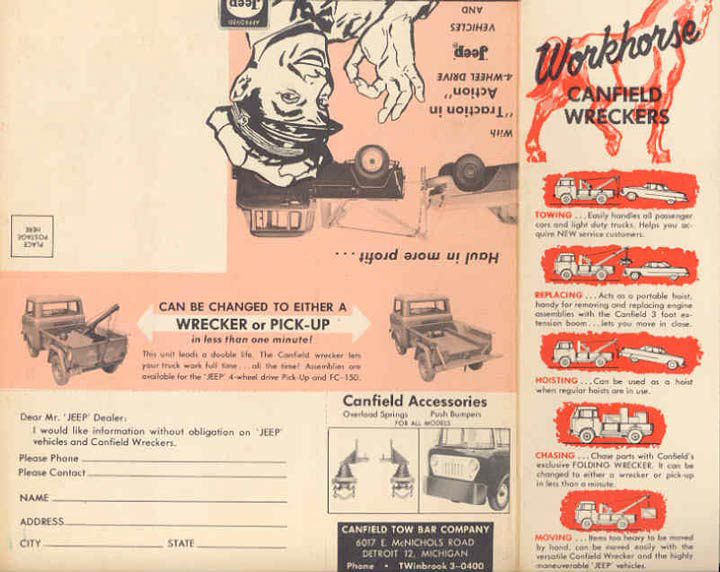 APPROVED
Jeep
Haul in more profit . . .
With
"Traction in
Action"
4-WHEEL DRIVE
Jeep®
VEHICLES
AND
PLACE
POSTAGE
HERE
CAN BE CHANGED TO EITHER A
WRECKER or PICK-UP
in less than one minute!
This unit leads a double life. The Canfield wrecker lets
your truck work full time . . . all the time! Assemblies are
available for the 'JEEP' 4-wheel drive Pick-Up and FC-150.
Dear Mr. 'JEEP' Dealer:
I would like information without obligation on 'JEEP'
vehicles and Canfield Wreckers.
Please Phone
Please Contact
NAME
ADDRESS
CITY STATE
Canfield Accessories
Overload Springs Push Bumpers
FOR ALL MODELS
CANFIELD TOW BAR COMPANY
6017 E. McNICHOLS ROAD
DETROIT 12, MICHIGAN
Phone • TWinbrook 3-0400
Workhorse
CANFIELD
WRECKERS
TOWING . . . Easily handles all passenger
cars and light duty trucks. Helps you ac-
quire NEW service customers.
REPLACING . . . Acts as a portable hoist,
handy for removing and replacing engine
assemblies with the Canfield 3 foot ex-
tension boom . . . lets you move in close.
HOISTING . . . Can be used as a hoist
when regular hoists are in use.
CHASING . . . Chase parts with Canfield's
exclusive FOLDING WRECKER. It can be
changed to either a wrecker or pick-up
in less than a minute.
MOVING . . . Items too heavy to be moved
by hand, can be moved easily with the
versatile Canfield Wrecker and the highly
maneuverable 'JEEP' vehicles.